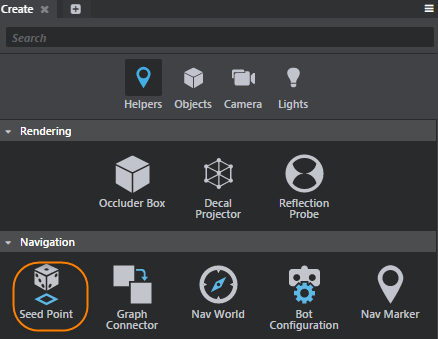 Create
Search
Helpers Objects Camera Lights
Rendering
Occluder Box Decal Projector Reflection Probe
Navigation
Seed Point Graph Connector Nav World Bot Configuration Nav Marker